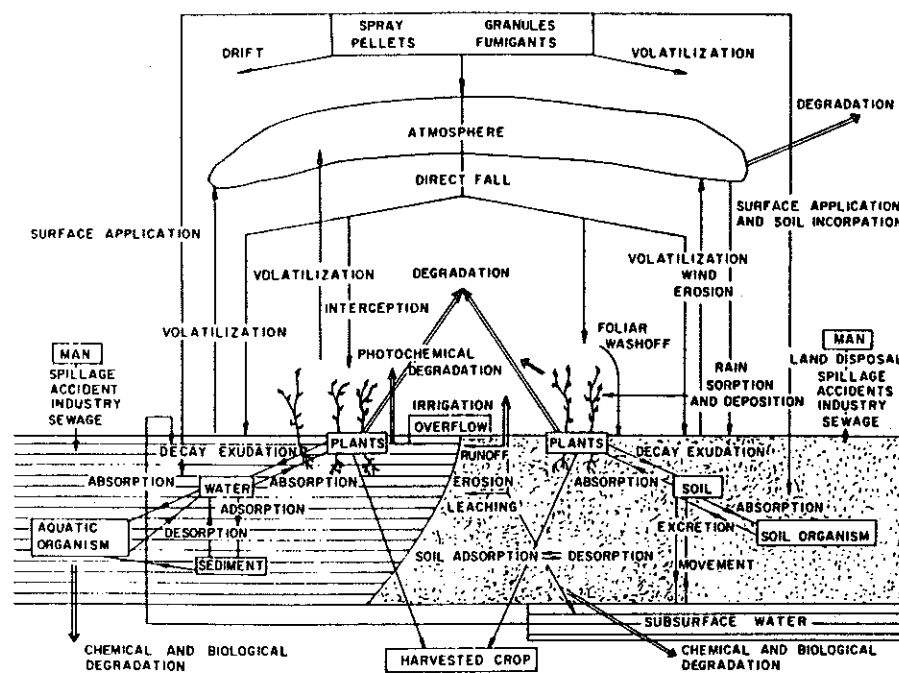 SPRAY GRANULES
PELLETS FUMIGANTS
DRIFT
VOLATILIZATION
DEGRADATION
ATMOSPHERE
DIRECT FALL
SURFACE APPLICATION
SURFACE APPLICATION
AND SOIL INCORPATION
VOLATILIZATION
DEGRADATION
VOLATILIZATION
WIND
EROSION
INTERCEPTION
VOLATILIZATION
FOLIAR
WASHOFF
MAN
SPILLAGE
ACCIDENT
INDUSTRY
SEWAGE
PHOTOCHEMICAL
DEGRADATION
RAIN
SORPTION
AND DEPOSITION
MAN
LAND DISPOSAL
SPILLAGE
ACCIDENTS
INDUSTRY
SEWAGE
IRRIGATION
OVERFLOW
PLANTS
PLANTS
DECAY EXUDATION
RUNOFF
DECAY EXUDATION
ABSORPTION
WATER
ABSORPTION
EROSION
ABSORPTION
SOIL
ABSORPTION
ADSORPTION
LEACHING
EXCRETION
AQUATIC
ORGANISM
DESORPTION
SOIL ORGANISM
SEDIMENT
SOIL ADSORPTION
DESORPTION
MOVEMENT
SUBSURFACE WATER
CHEMICAL AND BIOLOGICAL
DEGRADATION
HARVESTED CROP
CHEMICAL AND BIOLOGICAL
DEGRADATION